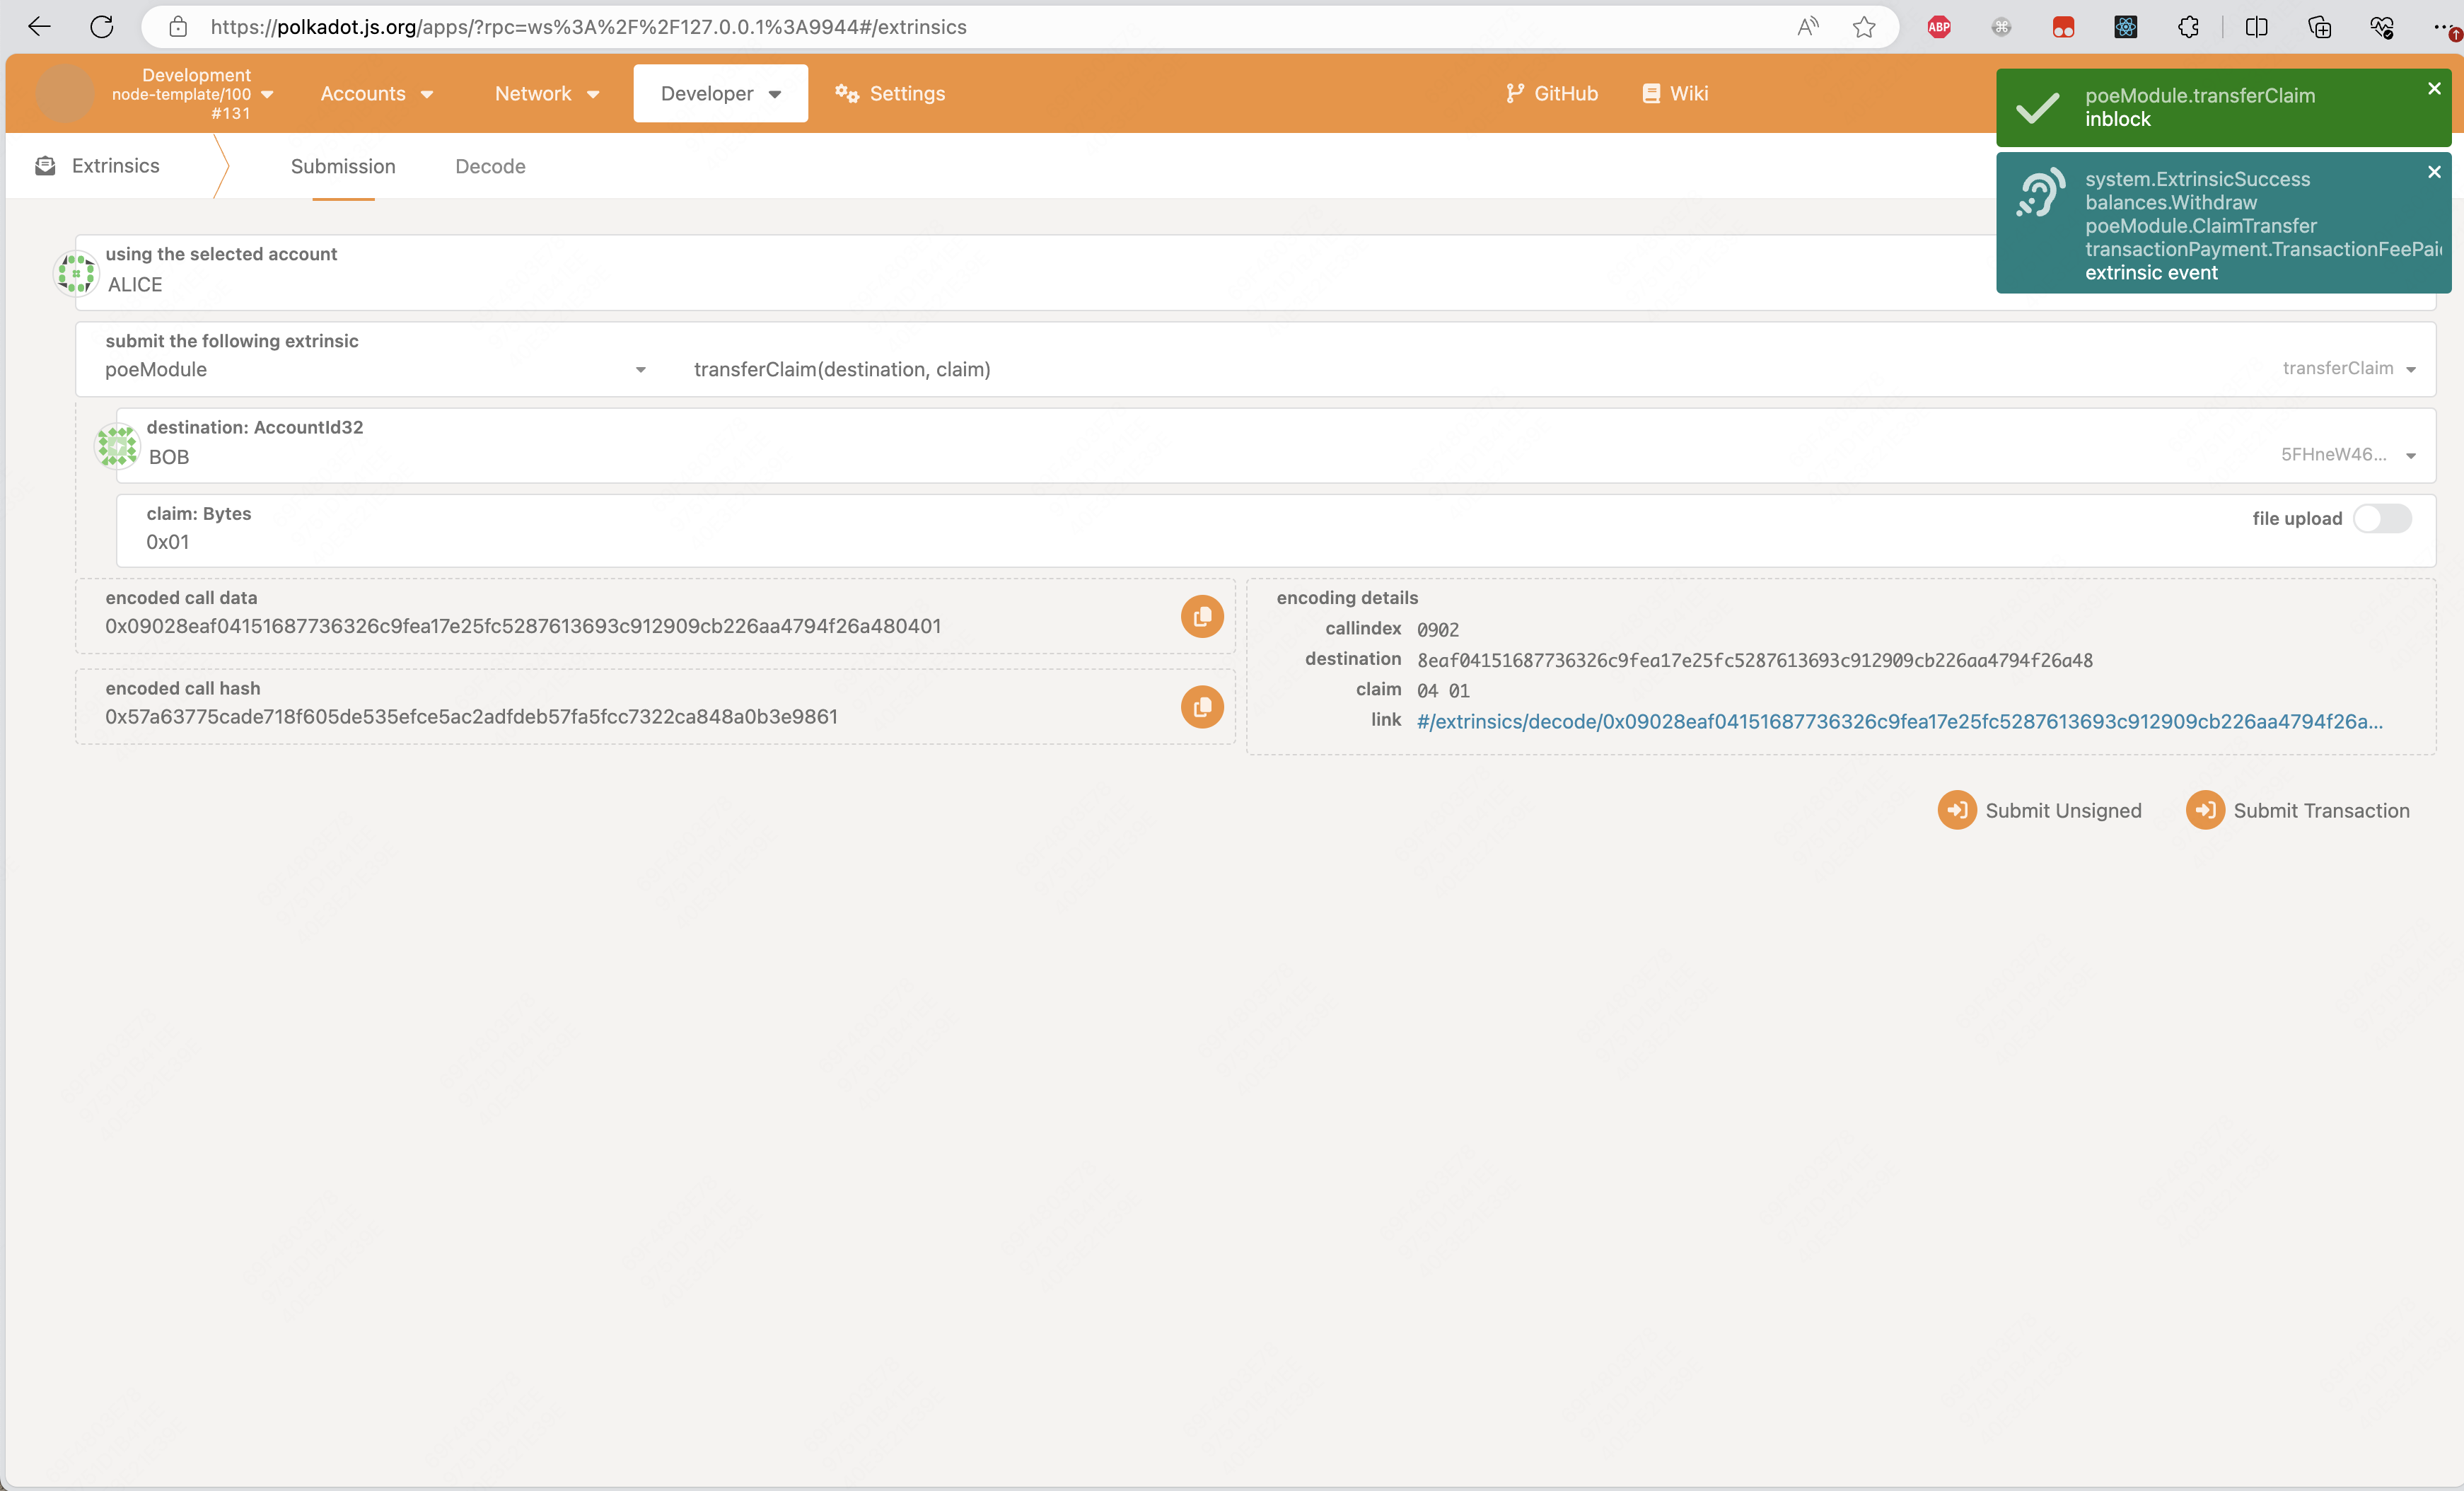 https://polkadot.js.org/apps/?rpc=ws%3A%2F%2F127.0.0.1%3A9944#/extrinsics
ABP
Development
node-template/100
#131
Accounts
Network
Developer
Settings
GitHub
Wiki
poeModule.transferClaim
inblock
system.ExtrinsicSuccess
balances.Withdraw
poeModule.ClaimTransfer
transactionPayment.TransactionFeePai
extrinsic event
Extrinsics
Submission
Decode
using the selected account
ALICE
submit the following extrinsic
poeModule
transferClaim(destination, claim)
transferClaim
destination: AccountId32
BOB
5FHneW46...
claim: Bytes
0x01
file upload
encoded call data
0x09028eaf04151687736326c9fea17e25fc5287613693c912909cb226aa4794f26a480401
encoded call hash
0x57a63775cade718f605de535efce5ac2adfdeb57fa5fcc7322ca848a0b3e9861
encoding details
callindex 0902
destination 8eaf04151687736326c9fea17e25fc5287613693c912909cb226aa4794f26a48
claim 04 01
link #/extrinsics/decode/0x09028eaf04151687736326c9fea17e25fc5287613693c912909cb226aa4794f26a...
Submit Unsigned
Submit Transaction